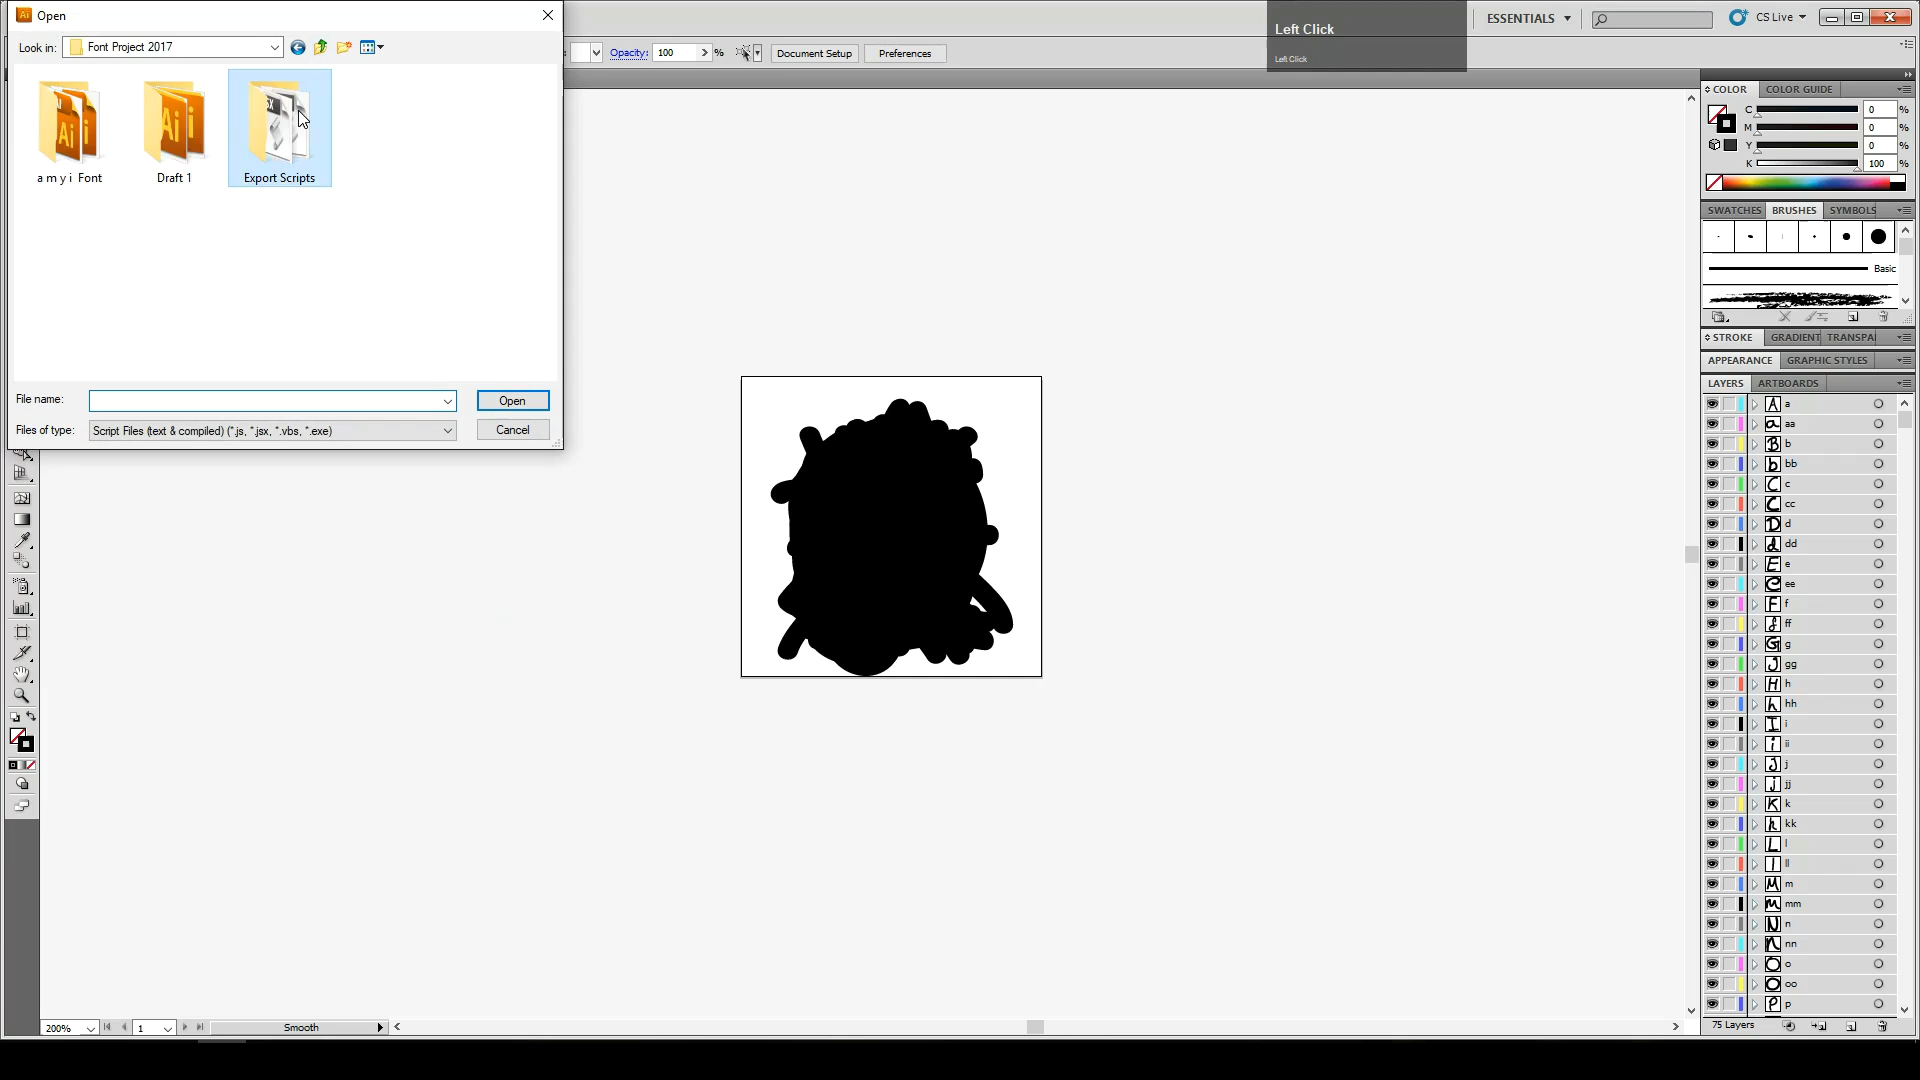 Open
Look in:
Font Project 2017
a m y i Font
Draft 1
Export Scripts
File name:
Open
Files of type:
Script Files (text & compiled) (*.js, *.jsx, *.vbs, *.exe)
Cancel
Opacity:
100
%
Document Setup
Preferences
Left Click
Left Click
ESSENTIALS
CS Live
COLOR
COLOR GUIDE
C
0
%
M
0
%
Y
0
%
K
100
%
SWATCHES
BRUSHES
SYMBOLS
Basic
STROKE
GRADIENT
TRANSPA
APPEARANCE
GRAPHIC STYLES
LAYERS
ARTBOARDS
a
aa
b
bb
c
cc
d
dd
e
ee
f
ff
g
gg
h
hh
i
ii
j
jj
k
kk
l
ll
m
mm
n
nn
o
oo
p
75 Layers
200%
1
Smooth